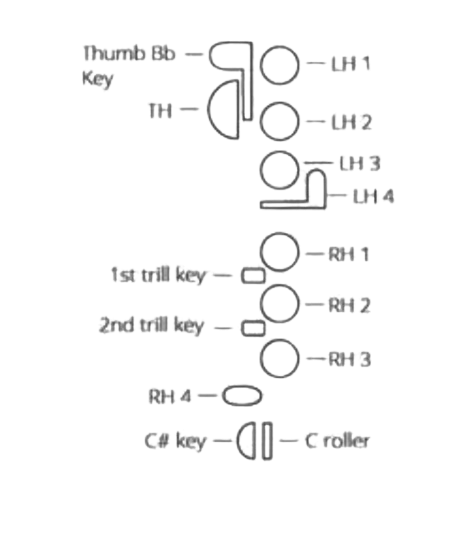 Thumb Bb
Key
LH 1
TH
LH 2
LH 3
LH 4
RH 1
1st trill key
RH 2
2nd trill key
RH 3
RH 4
C# key
C roller